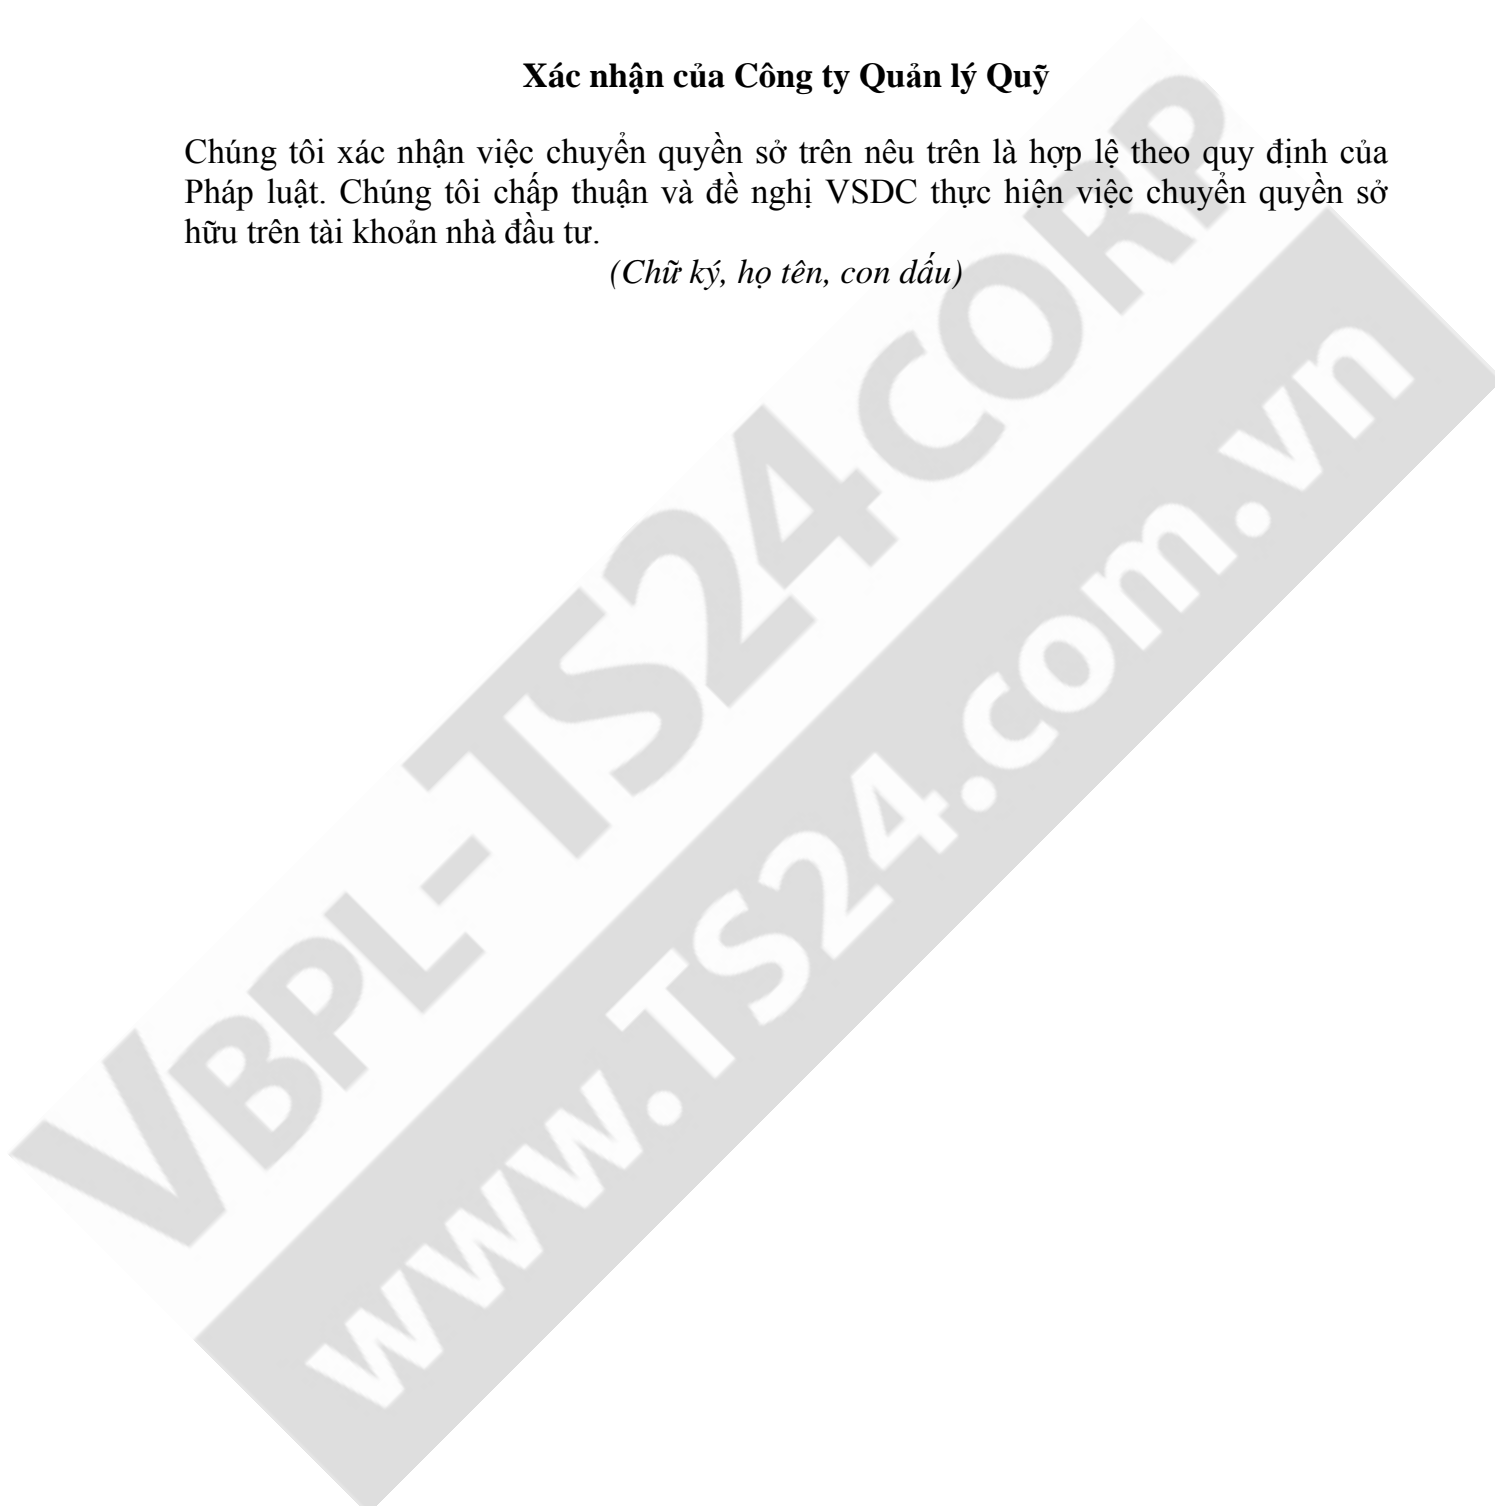 Xác nhận của Công ty Quản lý Quỹ
Chúng tôi xác nhận việc chuyển quyền sở trên nêu trên là hợp lệ theo quy định của
Pháp luật. Chúng tôi chấp thuận và đề nghị VSDC thực hiện việc chuyển quyền sở
hữu trên tài khoản nhà đầu tư.
(Chữ ký, họ tên, con dấu)
VBPL-TS24CORP
www.TS24.com.vn